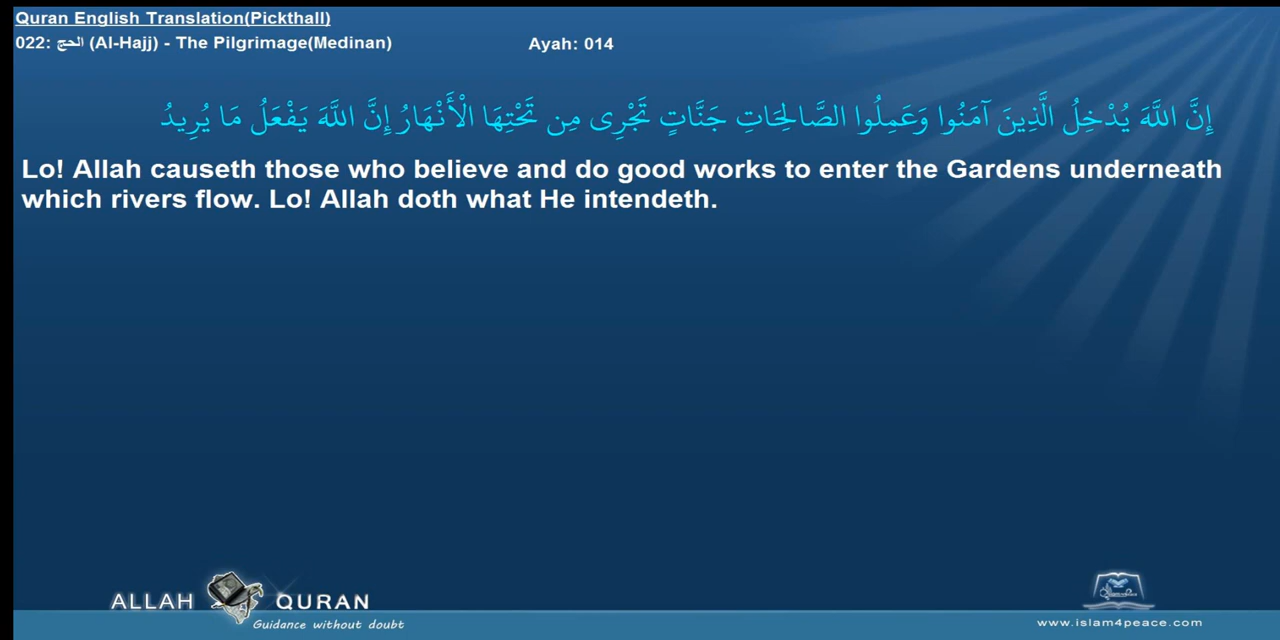 Quran English Translation(Pickthall)
022: الحج (Al-Hajj) - The Pilgrimage(Medinan) Ayah: 014
إِنَّ اللَّهَ يُدْخِلُ الَّذِينَ آمَنُوا وَعَمِلُوا الصَّالِحَاتِ جَنَّاتٍ تَجْرِى مِن تَحْتِهَا الْأَنْهَارُ إِنَّ اللَّهَ يَفْعَلُ مَا يُرِيدُ
Lo! Allah causeth those who believe and do good works to enter the Gardens underneath
which rivers flow. Lo! Allah doth what He intendeth.
ALLAH QURAN
Guidance without doubt
www.islam4peace.com